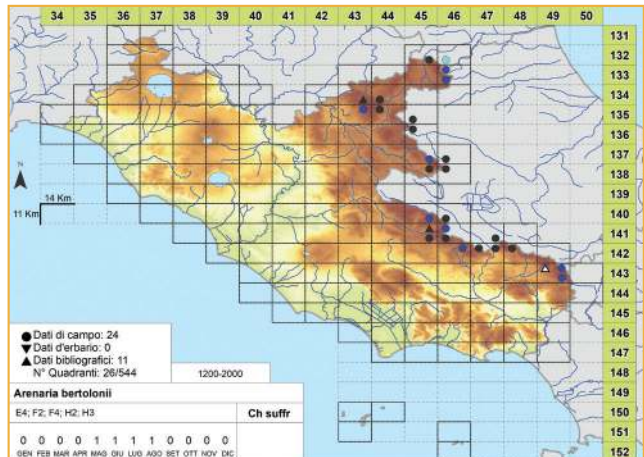 34 35 36 37 38 39 40 41 42 43 44 45 46 47 48 49 50
131
132
133
134
135
136
137
138
139
140
141
142
143
144
145
146
147
148
149
150
151
152
N
14 Km
11 Km
Dati di campo: 24
Dati d'erbario: 0
Dati bibliografici: 11
N° Quadranti: 26/544
1200-2000
Arenaria bertolonii
E4; F2; F4; H2; H3
Ch suffr
0 0 0 0 1 1 1 1 0 0 0 0
GEN FEB MAR APR MAG GIU LUG AGO SET OTT NOV DIC